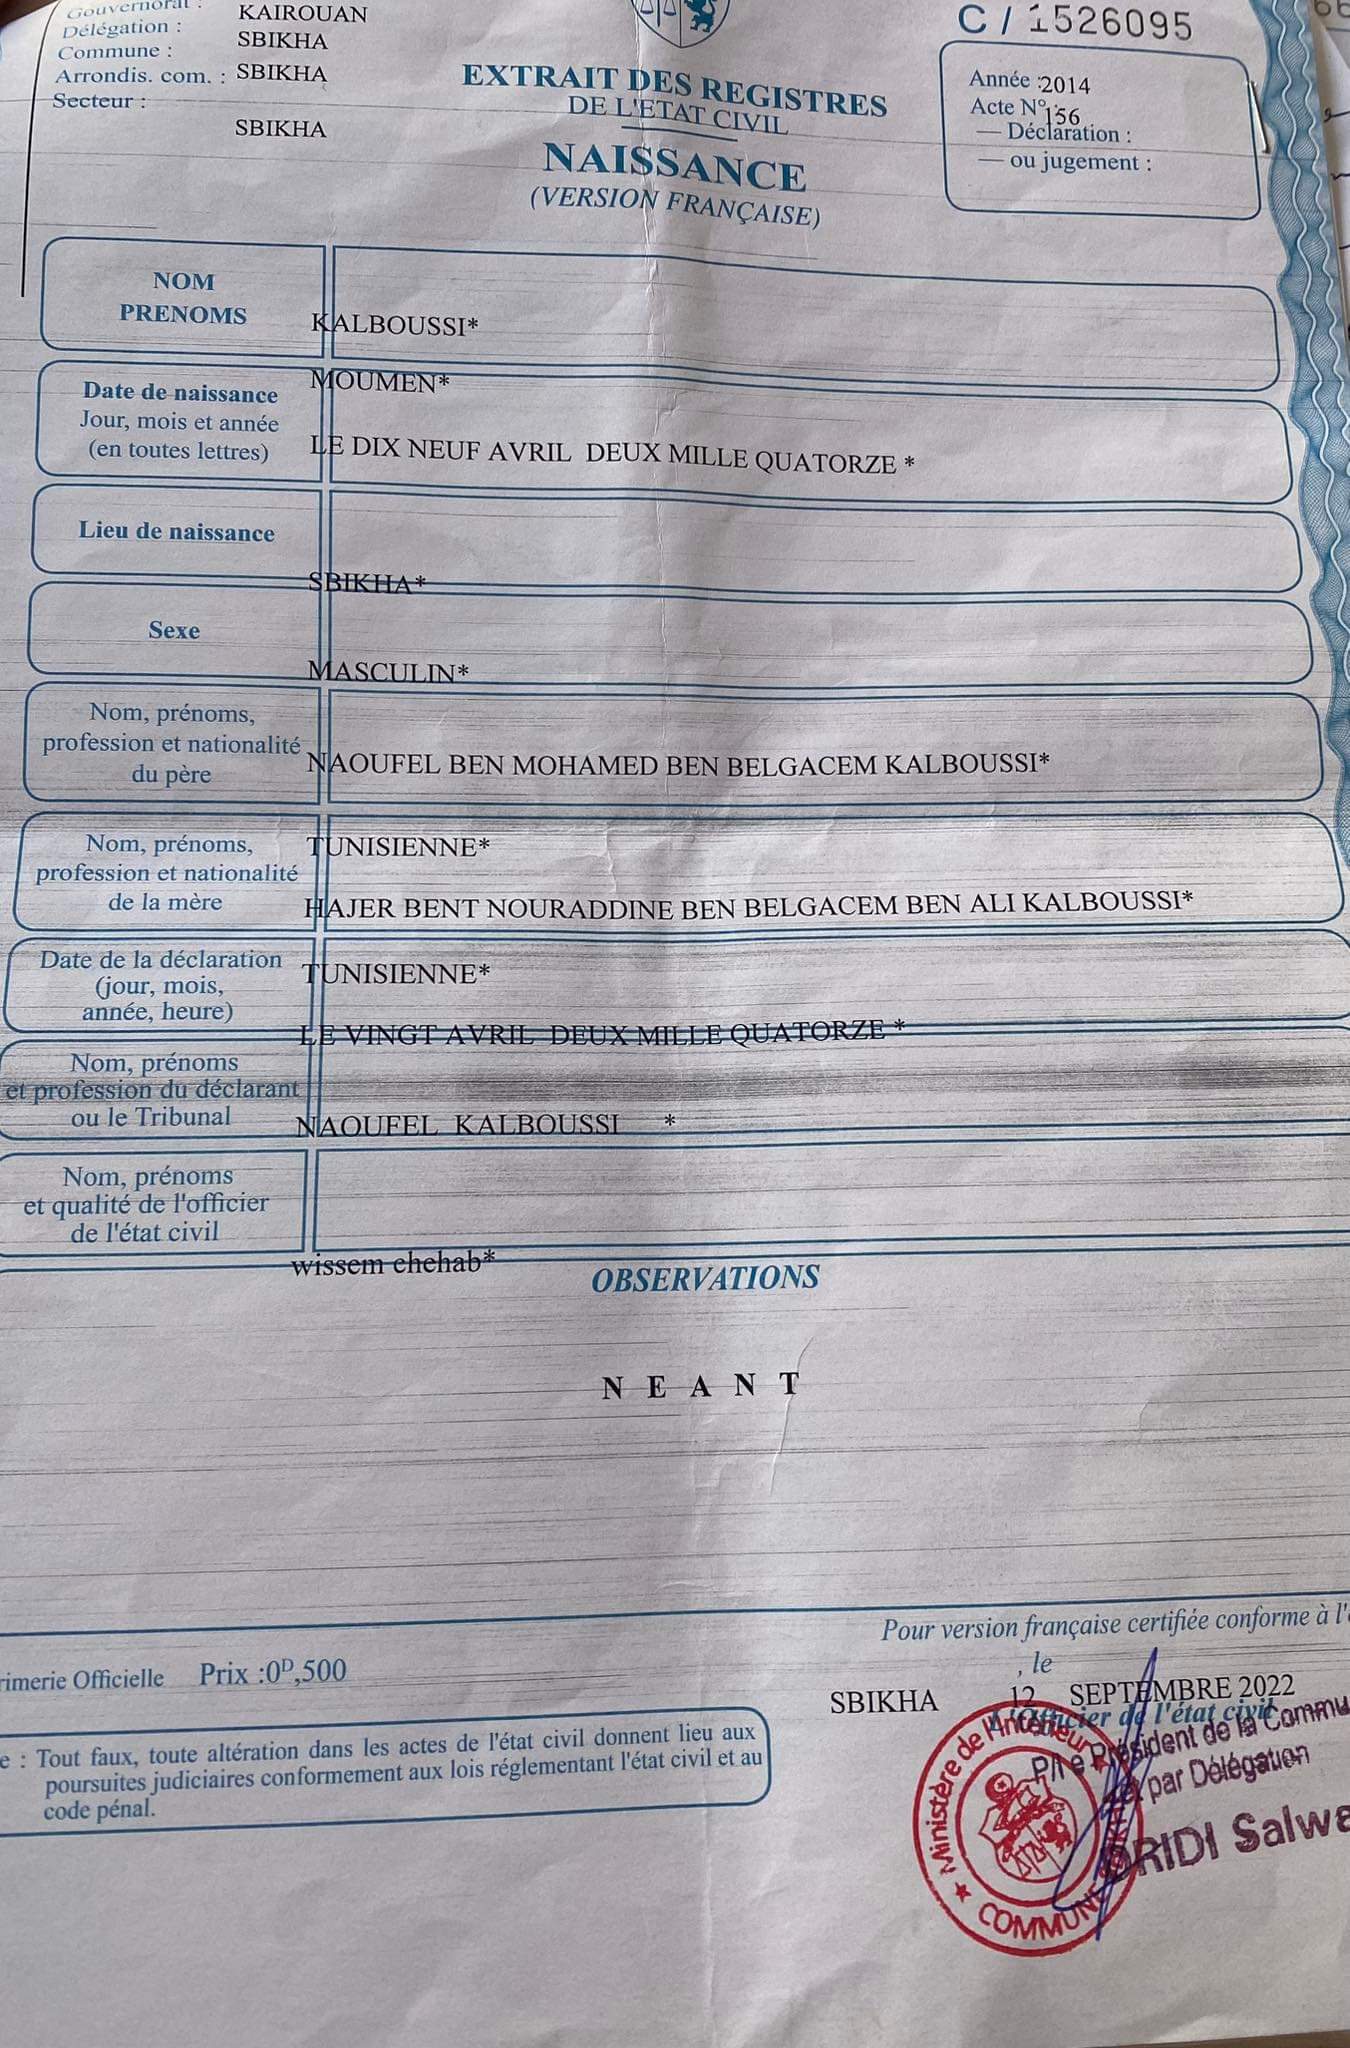 Gouvernorat : KAIROUAN
Délégation : SBIKHA
Commune :
Arrondis. com. : SBIKHA
Secteur :
SBIKHA
C / 1526095
EXTRAIT DES REGISTRES
DE L'ETAT CIVIL
NAISSANCE
(VERSION FRANÇAISE)
Année :2014
Acte N° :156
— Déclaration :
— ou jugement :
NOM
PRENOMS
KALBOUSSI*
MOUMEN*
Date de naissance
Jour, mois et année
(en toutes lettres)
LE DIX NEUF AVRIL DEUX MILLE QUATORZE *
Lieu de naissance
SBIKHA*
Sexe
MASCULIN*
Nom, prénoms,
profession et nationalité
du père
NAOUFEL BEN MOHAMED BEN BELGACEM KALBOUSSI*
TUNISIENNE*
Nom, prénoms,
profession et nationalité
de la mère
HAJER BENT NOURADDINE BEN BELGACEM BEN ALI KALBOUSSI*
TUNISIENNE*
Date de la déclaration
(jour, mois,
année, heure)
LE VINGT AVRIL DEUX MILLE QUATORZE *
Nom, prénoms
et profession du déclarant
ou le Tribunal
NAOUFEL KALBOUSSI *
Nom, prénoms
et qualité de l'officier
de l'état civil
wissem chehab*
OBSERVATIONS
N E A N T
Pour version française certifiée conforme à l'
, le
SBIKHA 12 SEPTEMBRE 2022
L'Officier de l'état civil
rimerie Officielle Prix :0ᴰ,500
e : Tout faux, toute altération dans les actes de l'état civil donnent lieu aux
poursuites judiciaires conformement aux lois réglementant l'état civil et au
code pénal.
P/le Président de la Commu
et par Délégation
DRIDI Salwa
Ministère de l'Intérieur
COMMUNE